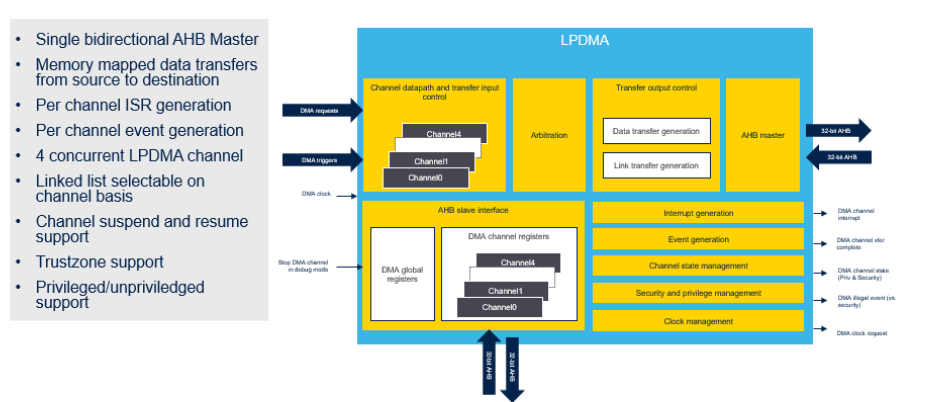 • Single bidirectional AHB Master
• Memory mapped data transfers
from source to destination
• Per channel ISR generation
• Per channel event generation
• 4 concurrent LPDMA channel
• Linked list selectable on
channel basis
• Channel suspend and resume
support
• Trustzone support
• Privileged/unpriviledged
support
LPDMA
Channel datapath and transfer input
control
Channel4
Channel1
Channel0
Arbitration
Transfer output control
Data transfer generation
Link transfer generation
AHB master
DMA requests
DMA triggers
DMA clock
Stop DMA channel
in debug mode
32-bit AHB
32-bit AHB
AHB slave interface
DMA global
registers
DMA channel registers
Channel4
Channel1
Channel0
Interrupt generation
Event generation
Channel state management
Security and privilege management
Clock management
DMA channel
interrupt
DMA channel xfer
complete
DMA channel state
(Priv & Security)
DMA illegal event (vs.
security)
DMA clock request
32-bit AHB
32-bit AHB